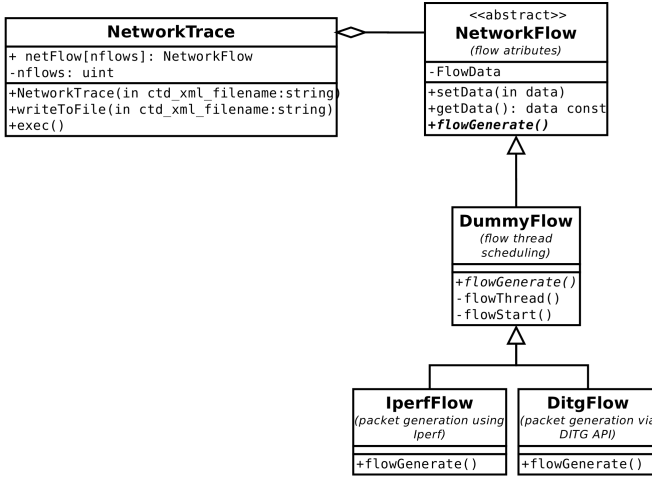 NetworkTrace
+ netFlow[nflows]: NetworkFlow
-nflows: uint
+NetworkTrace(in ctd_xml_filename:string)
+writeToFile(in ctd_xml_filename:string)
+exec()
<<abstract>>
NetworkFlow
(flow atributes)
-FlowData
+setData(in data)
+getData(): data const
+flowGenerate()
DummyFlow
(flow thread
scheduling)
+flowGenerate()
-flowThread()
-flowStart()
IperfFlow
(packet generation using
Iperf)
+flowGenerate()
DitgFlow
(packet generation via
DITG API)
+flowGenerate()